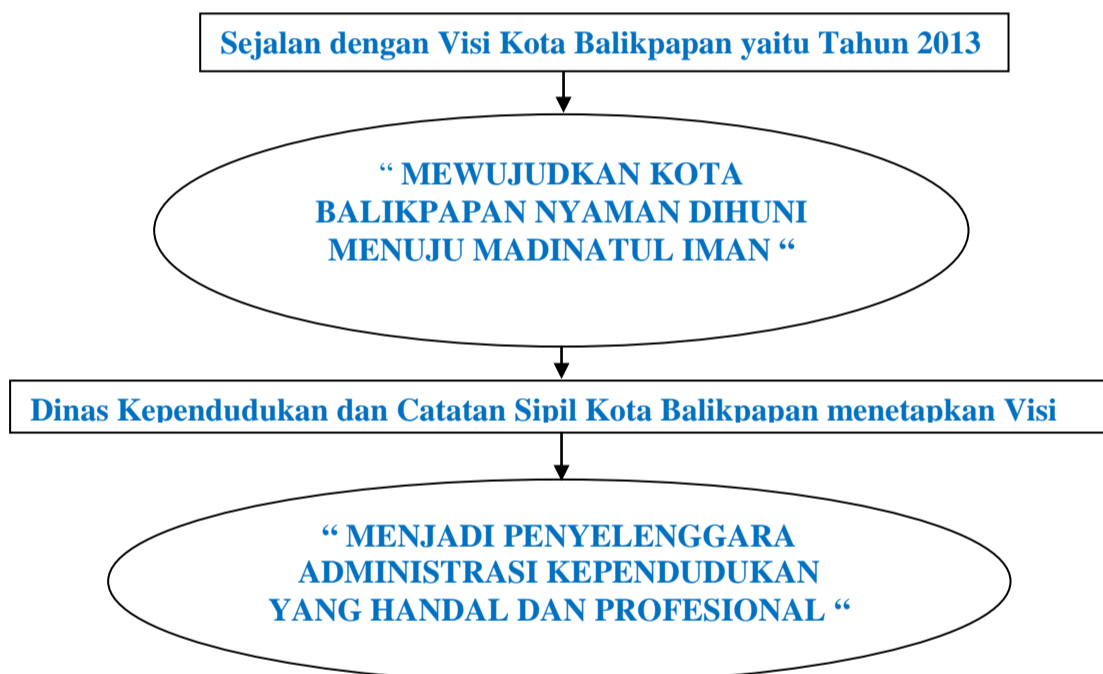 Sejalan dengan Visi Kota Balikpapan yaitu Tahun 2013
“ MEWUJUDKAN KOTA
BALIKPAPAN NYAMAN DIHUNI
MENUJU MADINATUL IMAN “
Dinas Kependudukan dan Catatan Sipil Kota Balikpapan menetapkan Visi
“ MENJADI PENYELENGGARA
ADMINISTRASI KEPENDUDUKAN
YANG HANDAL DAN PROFESIONAL “